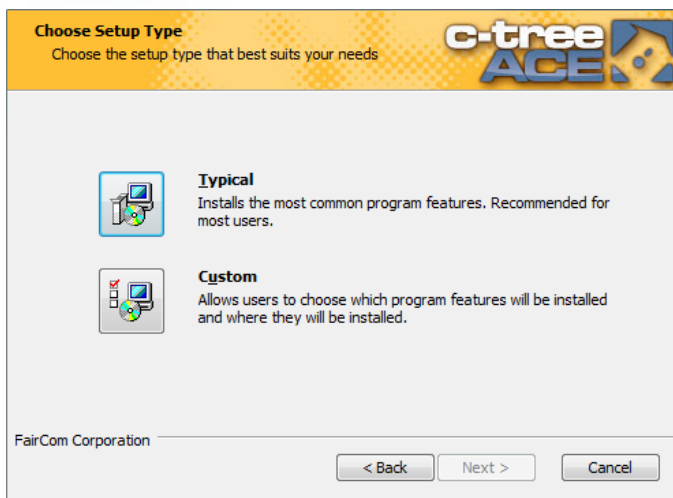 Choose Setup Type
Choose the setup type that best suits your needs
c-tree
ACE
Typical
Installs the most common program features. Recommended for
most users.
Custom
Allows users to choose which program features will be installed
and where they will be installed.
FairCom Corporation
< Back
Next >
Cancel